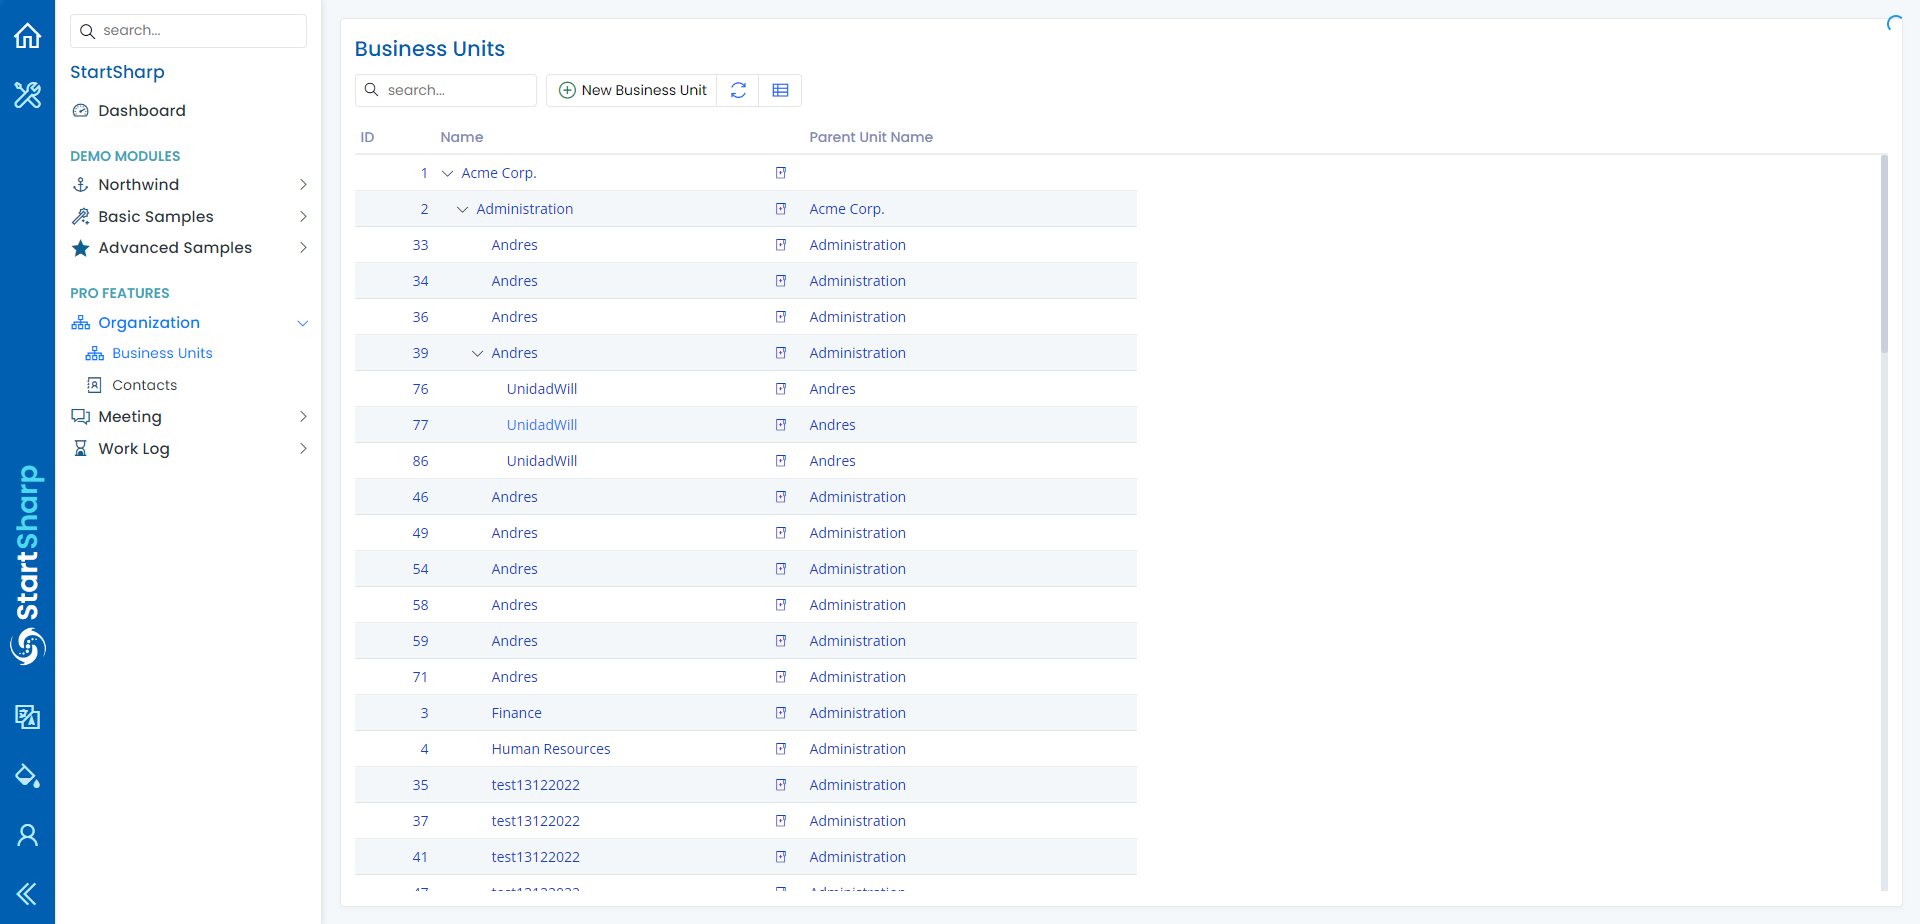 search...
StartSharp
Dashboard
DEMO MODULES
Northwind
Basic Samples
Advanced Samples
PRO FEATURES
Organization
Business Units
Contacts
Meeting
Work Log
StartSharp
Business Units
search...
New Business Unit
ID Name Parent Unit Name
1 Acme Corp.
2 Administration Acme Corp.
33 Andres Administration
34 Andres Administration
36 Andres Administration
39 Andres Administration
76 UnidadWill Andres
77 UnidadWill Andres
86 UnidadWill Andres
46 Andres Administration
49 Andres Administration
54 Andres Administration
58 Andres Administration
59 Andres Administration
71 Andres Administration
3 Finance Administration
4 Human Resources Administration
35 test13122022 Administration
37 test13122022 Administration
41 test13122022 Administration
47 test13122022 Administration